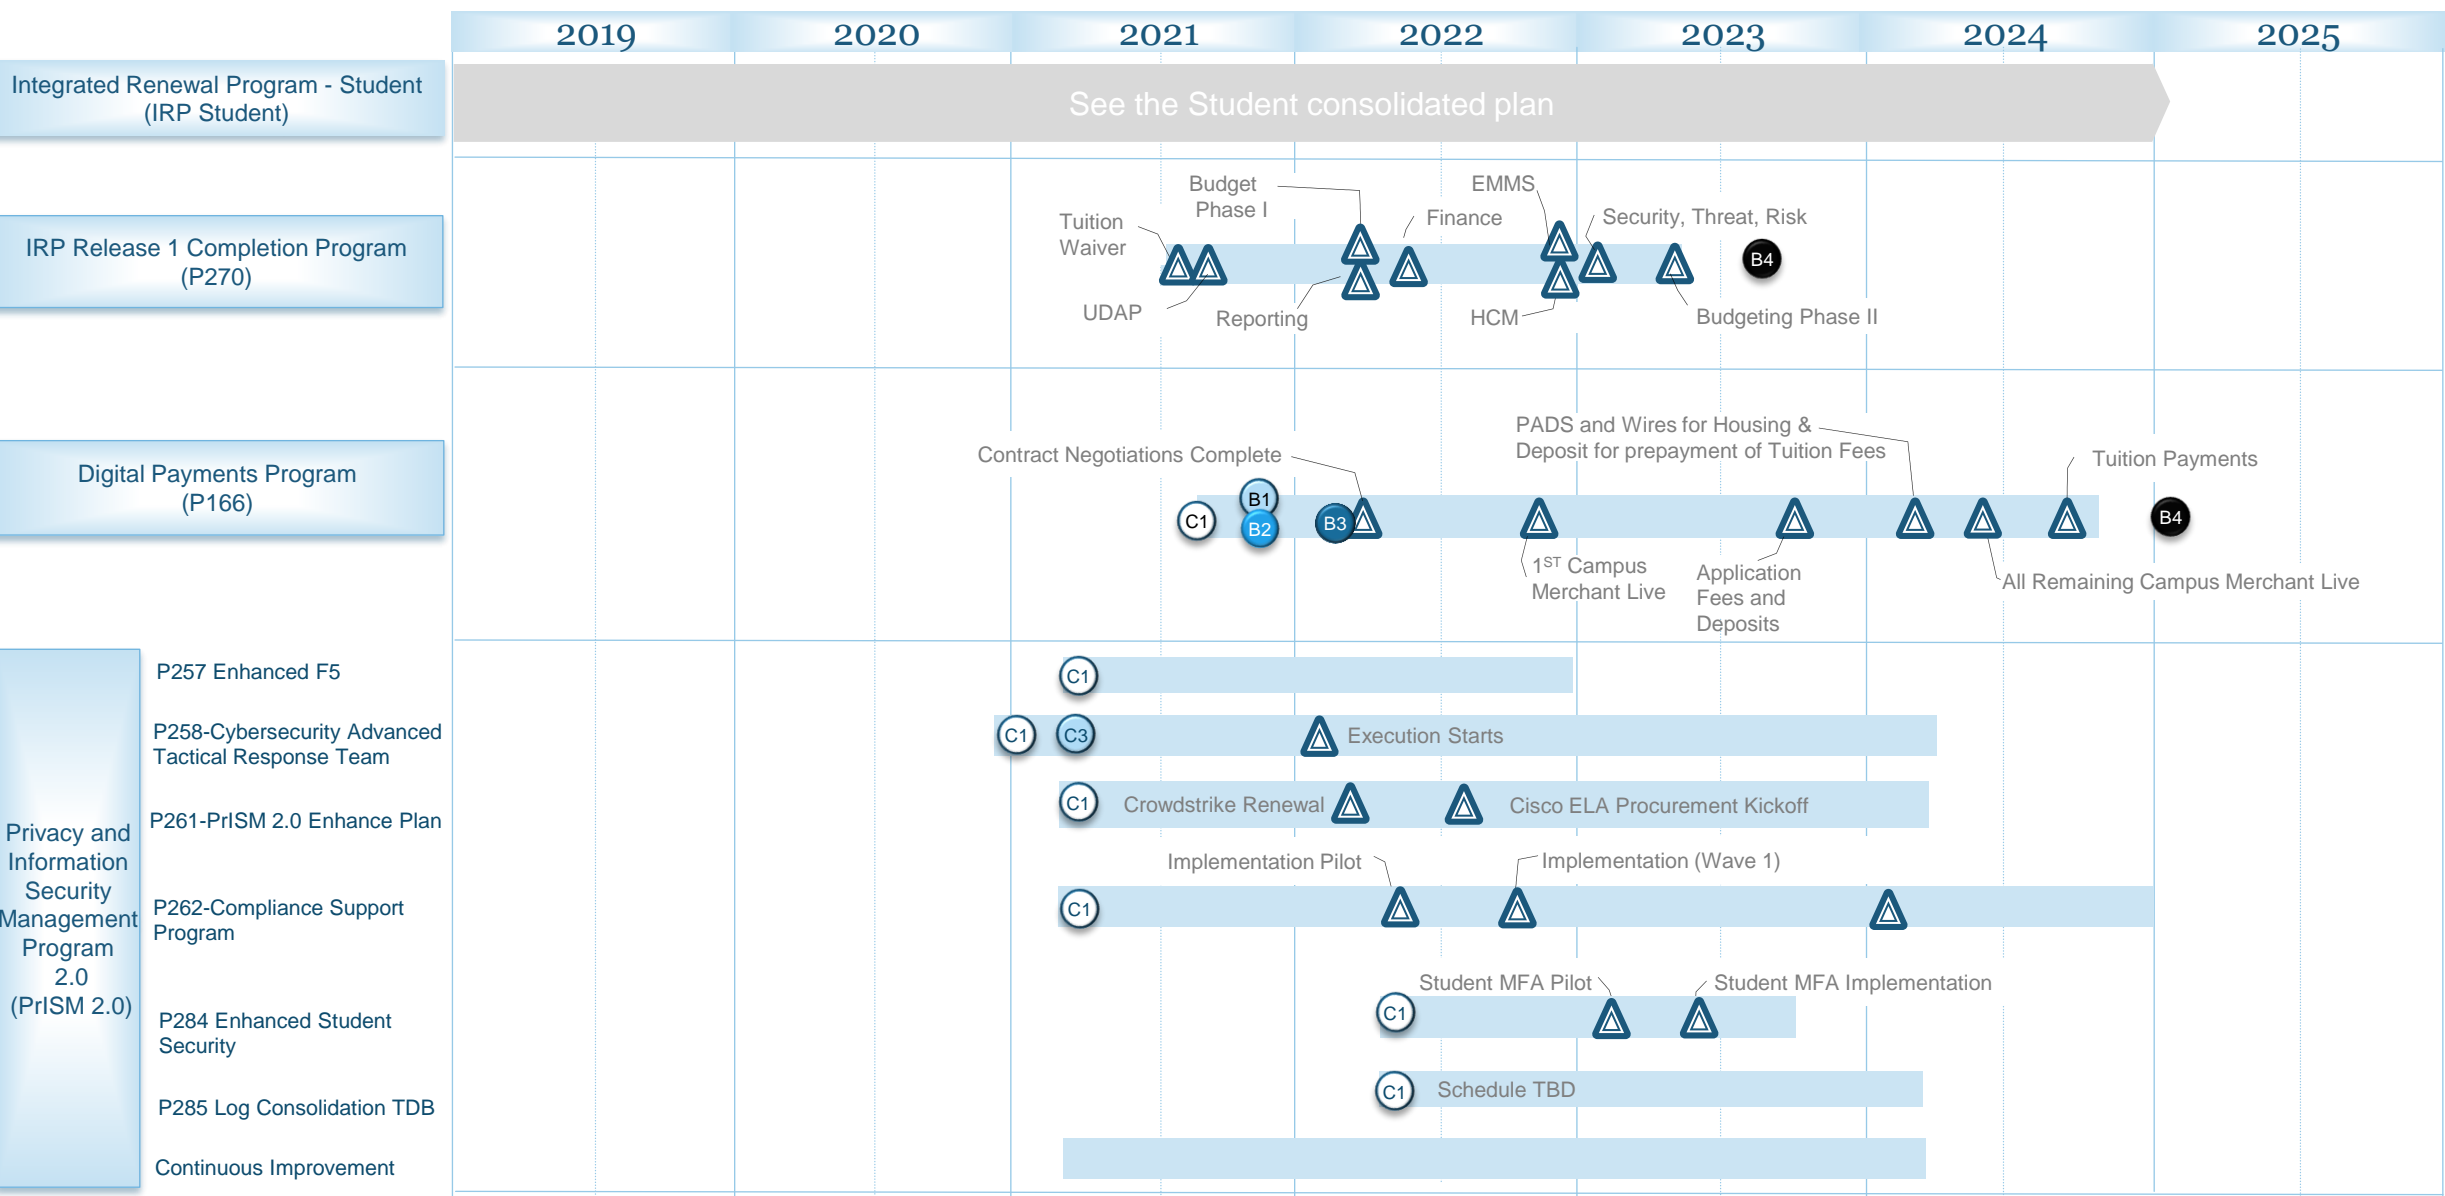 2019 2020 2021 2022 2023 2024 2025
Integrated Renewal Program - Student
(IRP Student)
See the Student consolidated plan
IRP Release 1 Completion Program
(P270)
Tuition
Waiver
UDAP
Budget
Phase I
Reporting
Finance
EMMS
HCM
Security, Threat, Risk
Budgeting Phase II
B4
Digital Payments Program
(P166)
C1
B1
B2
Contract Negotiations Complete
B3
1ST Campus
Merchant Live
Application
Fees and
Deposits
PADS and Wires for Housing &
Deposit for prepayment of Tuition Fees
All Remaining Campus Merchant Live
Tuition Payments
B4
Privacy and
Information
Security
Management
Program
2.0
(PrISM 2.0)
P257 Enhanced F5
C1
P258-Cybersecurity Advanced
Tactical Response Team
C1 C3 Execution Starts
P261-PrISM 2.0 Enhance Plan
C1 Crowdstrike Renewal Cisco ELA Procurement Kickoff
P262-Compliance Support
Program
C1 Implementation Pilot Implementation (Wave 1)
P284 Enhanced Student
Security
C1 Student MFA Pilot Student MFA Implementation
P285 Log Consolidation TDB
C1 Schedule TBD
Continuous Improvement